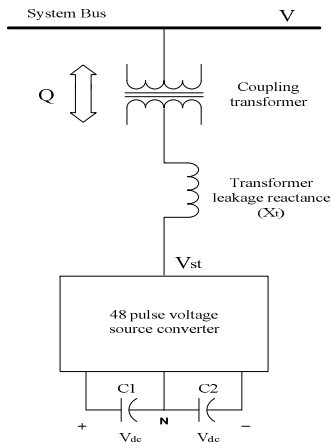 System Bus
V
Q
Coupling
transformer
Transformer
leakage reactance
(Xt)
Vst
48 pulse voltage
source converter
C1
C2
+
N
−
Vdc
Vdc